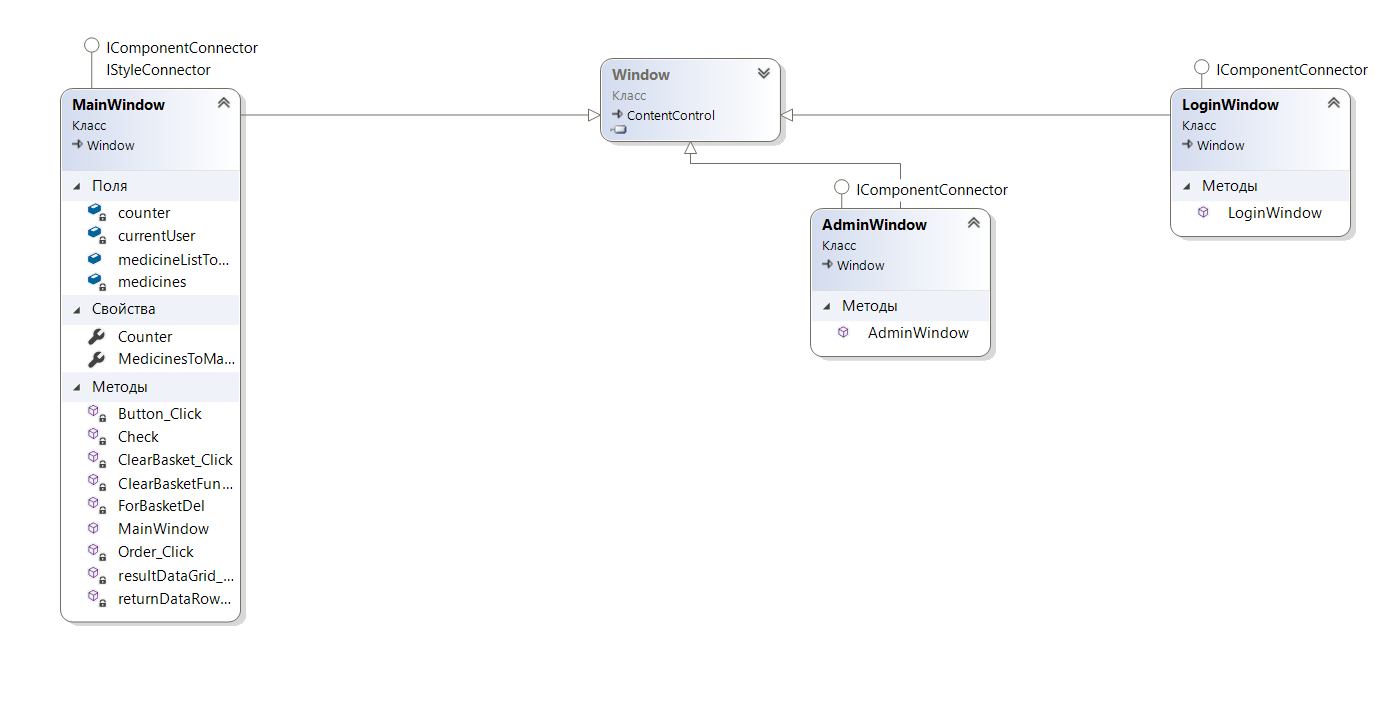 IComponentConnector
IStyleConnector
MainWindow
Класс
Window
Поля
counter
currentUser
medicineListTo...
medicines
Свойства
Counter
MedicinesToMa...
Методы
Button_Click
Check
ClearBasket_Click
ClearBasketFun...
ForBasketDel
MainWindow
Order_Click
resultDataGrid_...
returnDataRow...
Window
Класс
ContentControl
IComponentConnector
AdminWindow
Класс
Window
Методы
AdminWindow
IComponentConnector
LoginWindow
Класс
Window
Методы
LoginWindow